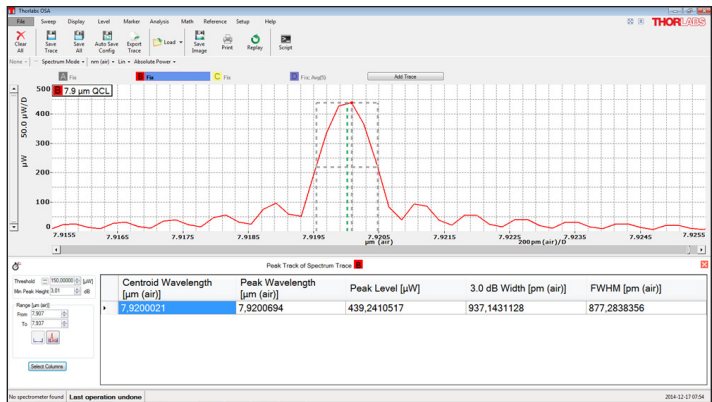 Thorlabs OSA
File Sweep Display Level Marker Analysis Math Reference Setup Help
THORLABS
Clear All Save Trace Save All Auto Save Config Export Trace Load Save Image Print Replay Script
None Spectrum Mode nm (air) Lin Absolute Power
A Fix B Fix C Fix D Fix; Avg(5) Add Trace
B 7.9 µm QCL
50.0 µW/D
µW
500
400
300
200
100
0
7.9155 7.9165 7.9175 7.9185 7.9195 7.9205 7.9215 7.9225 7.9235 7.9245 7.9255
µm (air) 200pm(air)/D
Peak Track of Spectrum Trace B
Threshold 150,00000 [µW]
Min Peak Height 3.01 dB
Range [µm (air)]
From 7,907
To 7,937
Select Columns
Centroid Wavelength [µm (air)] Peak Wavelength [µm (air)] Peak Level [µW] 3.0 dB Width [pm (air)] FWHM [pm (air)]
7,9200021 7,9200694 439,2410517 937,1431128 877,2838356
No spectrometer found Last operation undone 2014-12-17 07:54